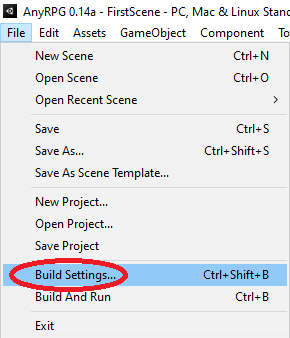 AnyRPG 0.14a - FirstScene - PC, Mac & Linux Stand
File Edit Assets GameObject Component To
New Scene Ctrl+N
Open Scene Ctrl+O
Open Recent Scene
Save Ctrl+S
Save As... Ctrl+Shift+S
Save As Scene Template...
New Project...
Open Project...
Save Project
Build Settings... Ctrl+Shift+B
Build And Run Ctrl+B
Exit